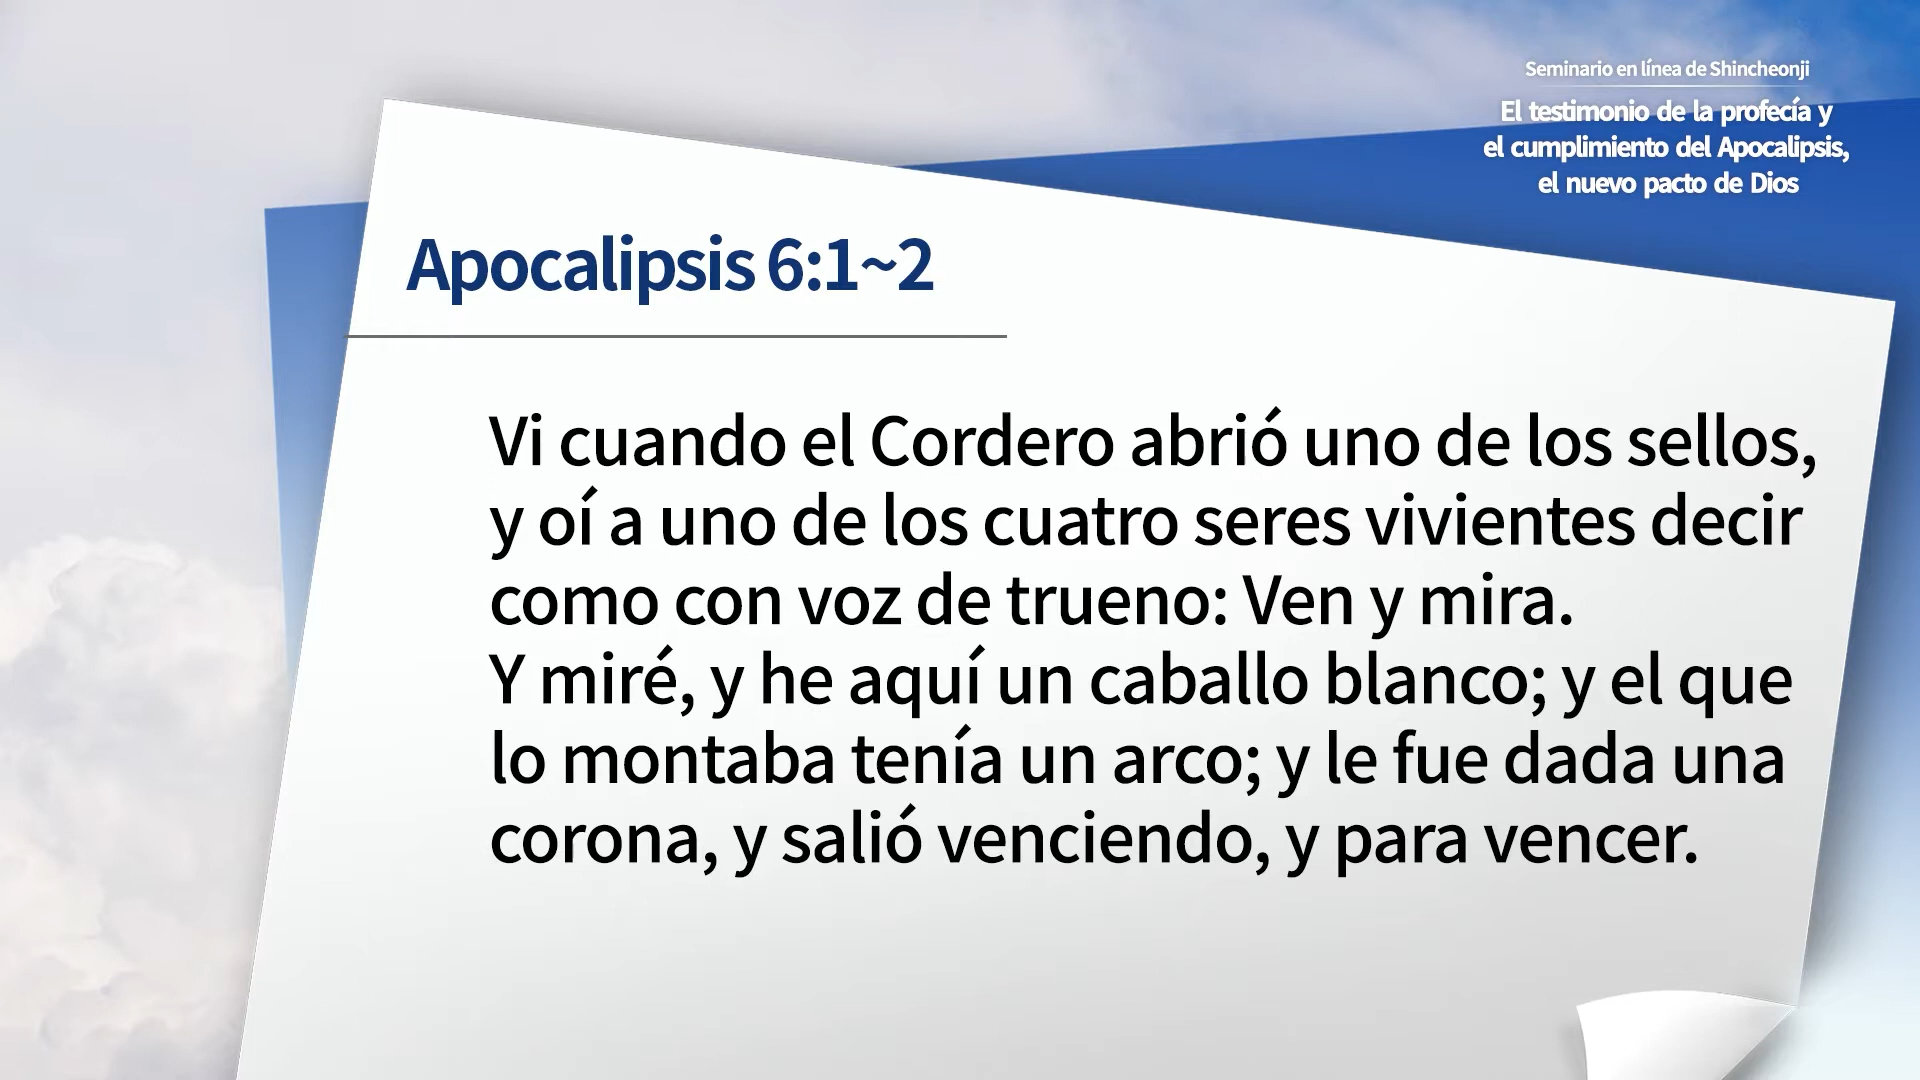 Seminario en línea de Shincheonji
El testimonio de la profecía y
el cumplimiento del Apocalipsis,
el nuevo pacto de Dios
Apocalipsis 6:1~2
Vi cuando el Cordero abrió uno de los sellos,
y oí a uno de los cuatro seres vivientes decir
como con voz de trueno: Ven y mira.
Y miré, y he aquí un caballo blanco; y el que
lo montaba tenía un arco; y le fue dada una
corona, y salió venciendo, y para vencer.